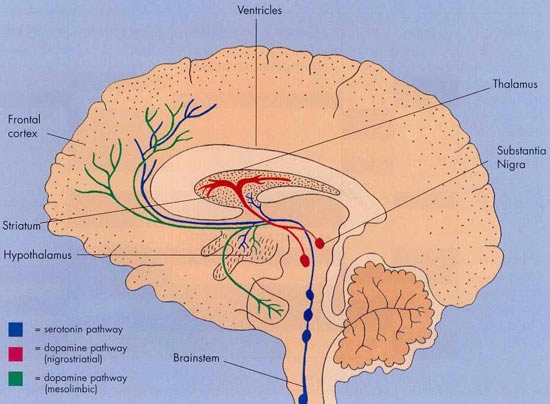 Ventricles
Thalamus
Frontal
cortex
Substantia
Nigra
Striatum
Hypothalamus
= serotonin pathway
= dopamine pathway
(nigrostriatial)
= dopamine pathway
(mesolimbic)
Brainstem